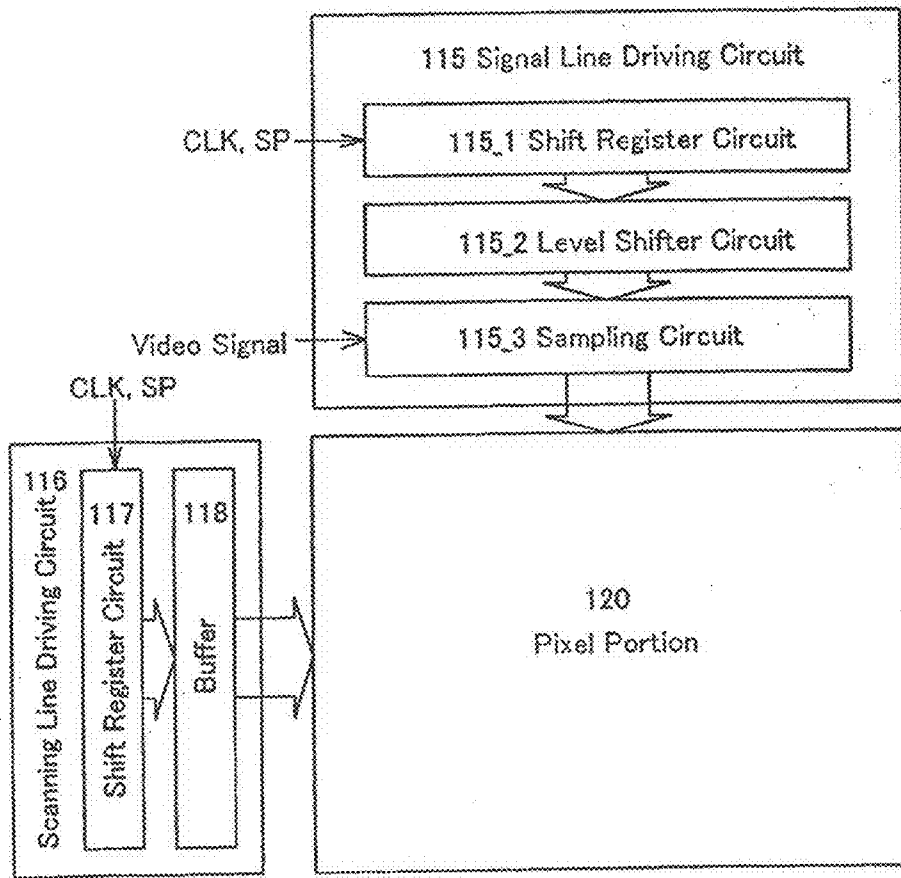 115 Signal Line Driving Circuit
CLK, SP
115_1 Shift Register Circuit
115_2 Level Shifter Circuit
Video Signal
115_3 Sampling Circuit
CLK, SP
116
Scanning Line Driving Circuit
117
Shift Register Circuit
118
Buffer
120
Pixel Portion